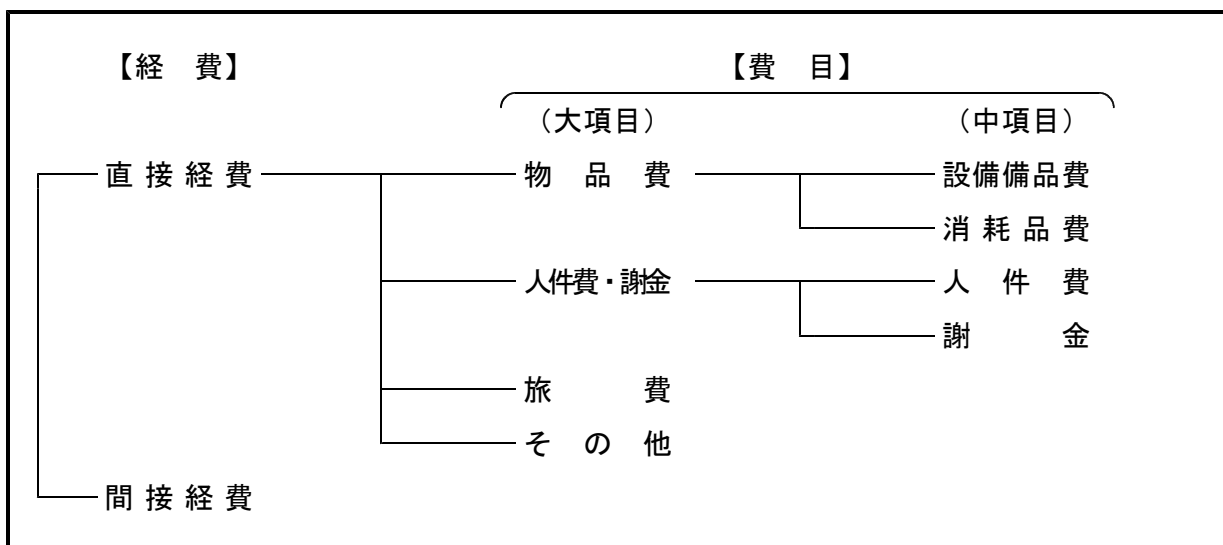 【経　費】　【費　目】
（大項目）　（中項目）
直接経費　物品費　設備備品費
消耗品費
人件費・謝金　人件費
謝金
旅費
その他
間接経費